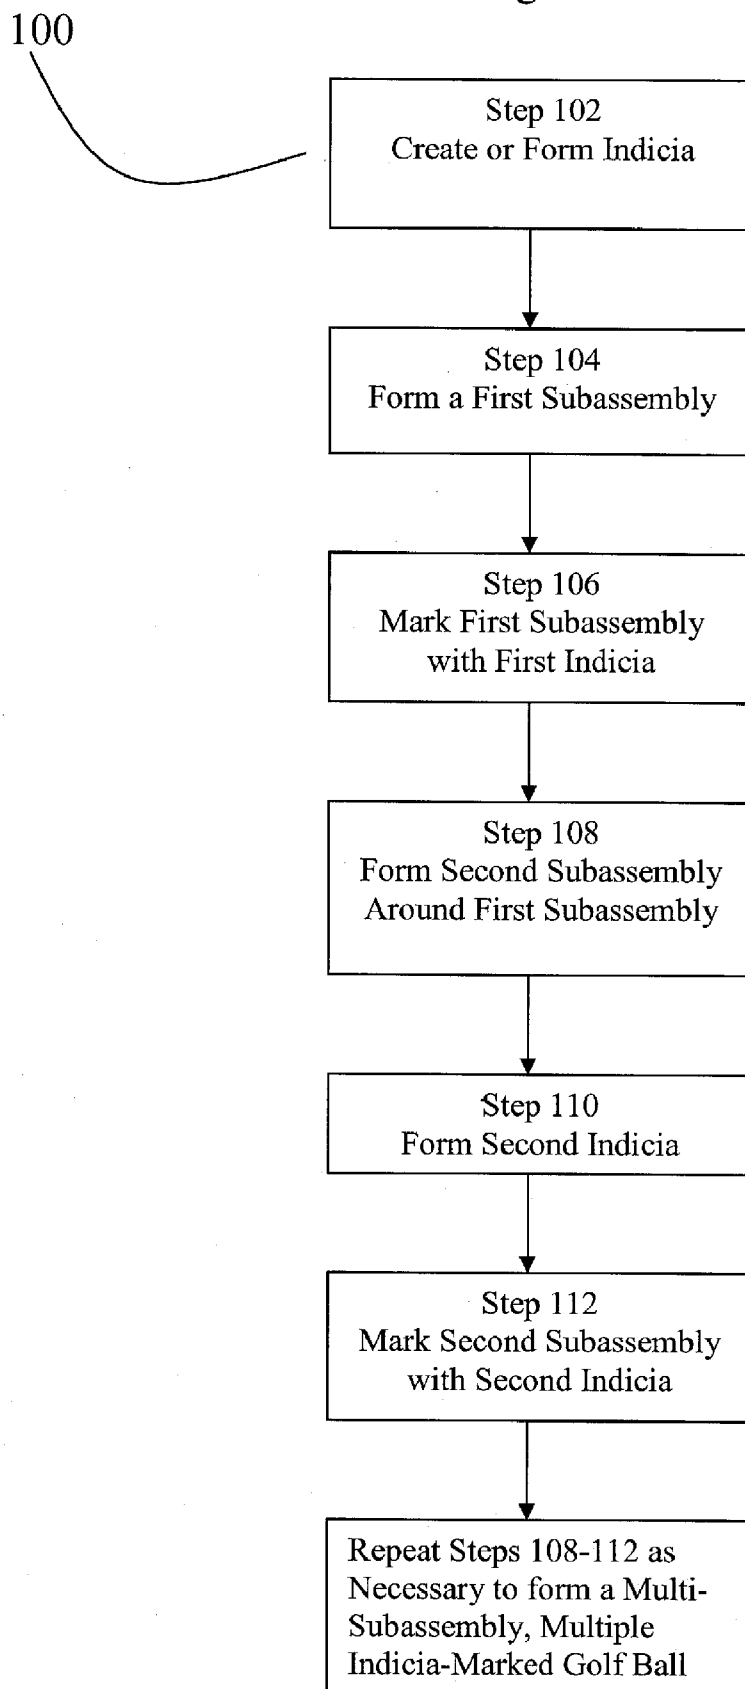 100
Step 102
Create or Form Indicia
Step 104
Form a First Subassembly
Step 106
Mark First Subassembly
with First Indicia
Step 108
Form Second Subassembly
Around First Subassembly
Step 110
Form Second Indicia
Step 112
Mark Second Subassembly
with Second Indicia
Repeat Steps 108-112 as
Necessary to form a Multi-
Subassembly, Multiple
Indicia-Marked Golf Ball